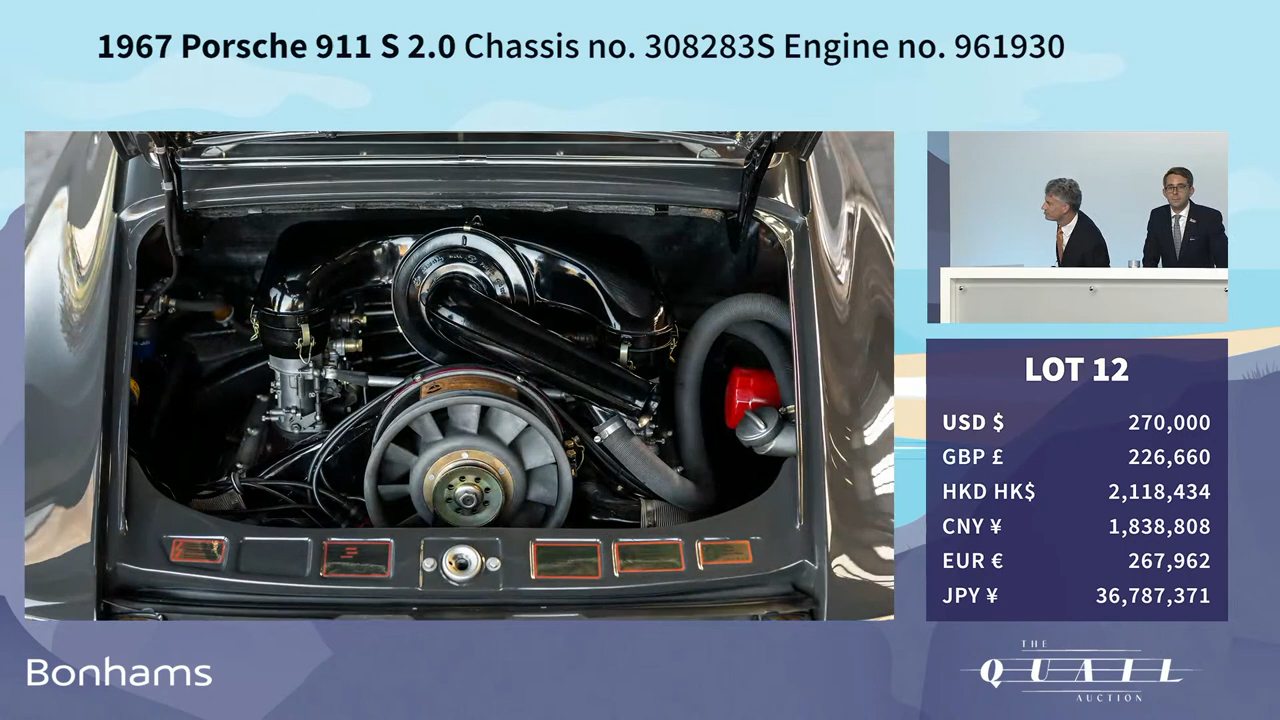 1967 Porsche 911 S 2.0 Chassis no. 308283S Engine no. 961930
LOT 12
USD $ 270,000
GBP £ 226,660
HKD HK$ 2,118,434
CNY ¥ 1,838,808
EUR € 267,962
JPY ¥ 36,787,371
Bonhams
THE
QUAIL
AUCTION